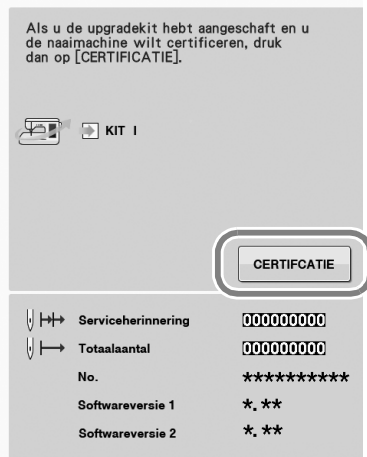 Als u de upgradekit hebt aangeschaft en u
de naaimachine wilt certificeren, druk
dan op [CERTIFICATIE].
KIT I
CERTIFCATIE
Serviceherinnering 000000000
Totaalaantal 000000000
No. **********
Softwareversie 1 *.**
Softwareversie 2 *.**